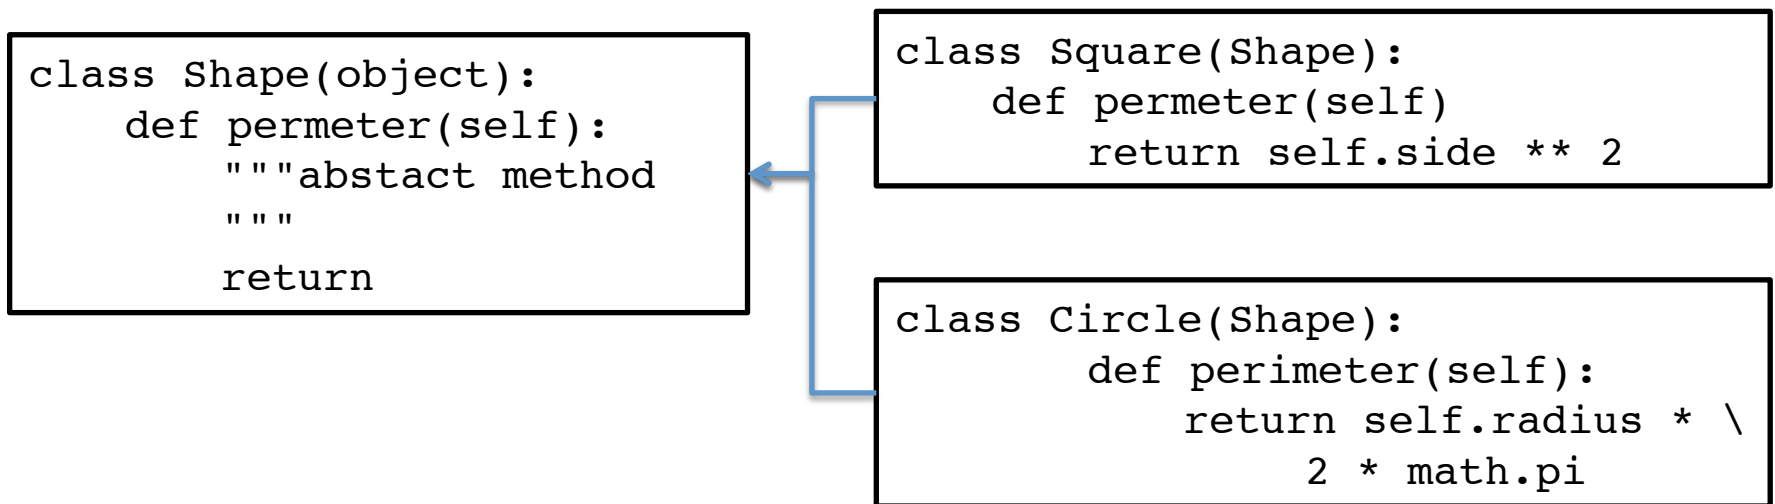 class Shape(object):
    def permeter(self):
        """abstact method
        """
        return
class Square(Shape):
    def permeter(self)
        return self.side ** 2
class Circle(Shape):
        def perimeter(self):
            return self.radius * \
                2 * math.pi